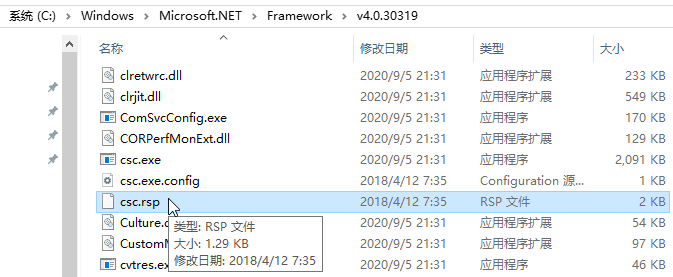 系统 (C:) › Windows › Microsoft.NET › Framework › v4.0.30319
名称 修改日期 类型 大小
clretwrc.dll 2020/9/5 21:31 应用程序扩展 233 KB
clrjit.dll 2020/9/5 21:31 应用程序扩展 549 KB
ComSvcConfig.exe 2020/9/5 21:31 应用程序 170 KB
CORPerfMonExt.dll 2020/9/5 21:31 应用程序扩展 129 KB
csc.exe 2020/9/5 21:31 应用程序 2,091 KB
csc.exe.config 2018/4/12 7:35 Configuration 源... 1 KB
csc.rsp 2018/4/12 7:35 RSP 文件 2 KB
Culture.d 2020/9/5 21:31 应用程序扩展 54 KB
CustomM 2020/9/5 21:31 应用程序扩展 97 KB
cvtres.ex 2020/9/5 21:31 应用程序 46 KB
类型: RSP 文件
大小: 1.29 KB
修改日期: 2018/4/12 7:35